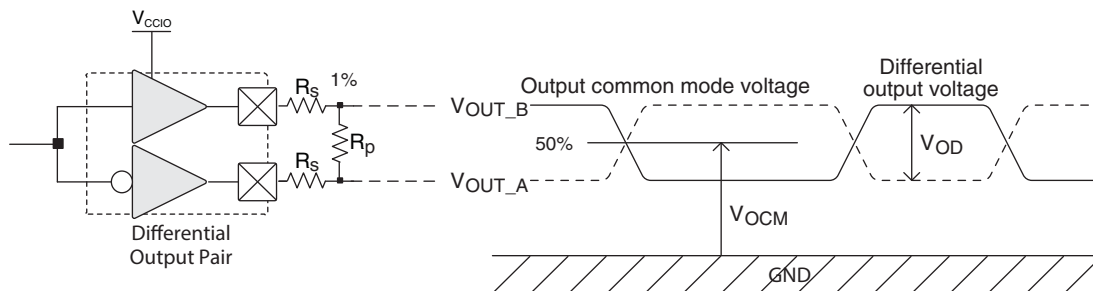 VCCIO
RS
1%
RP
RS
Differential
Output Pair
VOUT_B
VOUT_A
Output common mode voltage
50%
VOCM
Differential
output voltage
VOD
GND